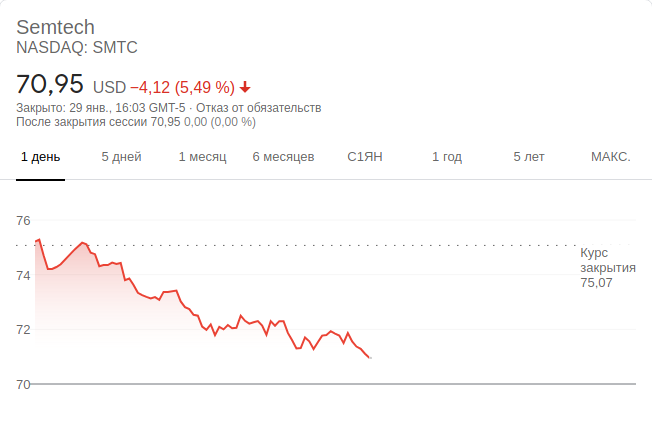 Semtech
NASDAQ: SMTC
70,95 USD −4,12 (5,49 %)
Закрыто: 29 янв., 16:03 GMT-5 · Отказ от обязательств
После закрытия сессии 70,95 0,00 (0,00 %)
1 день 5 дней 1 месяц 6 месяцев С1ЯН 1 год 5 лет МАКС.
76
Курс
закрытия
75,07
74
72
70